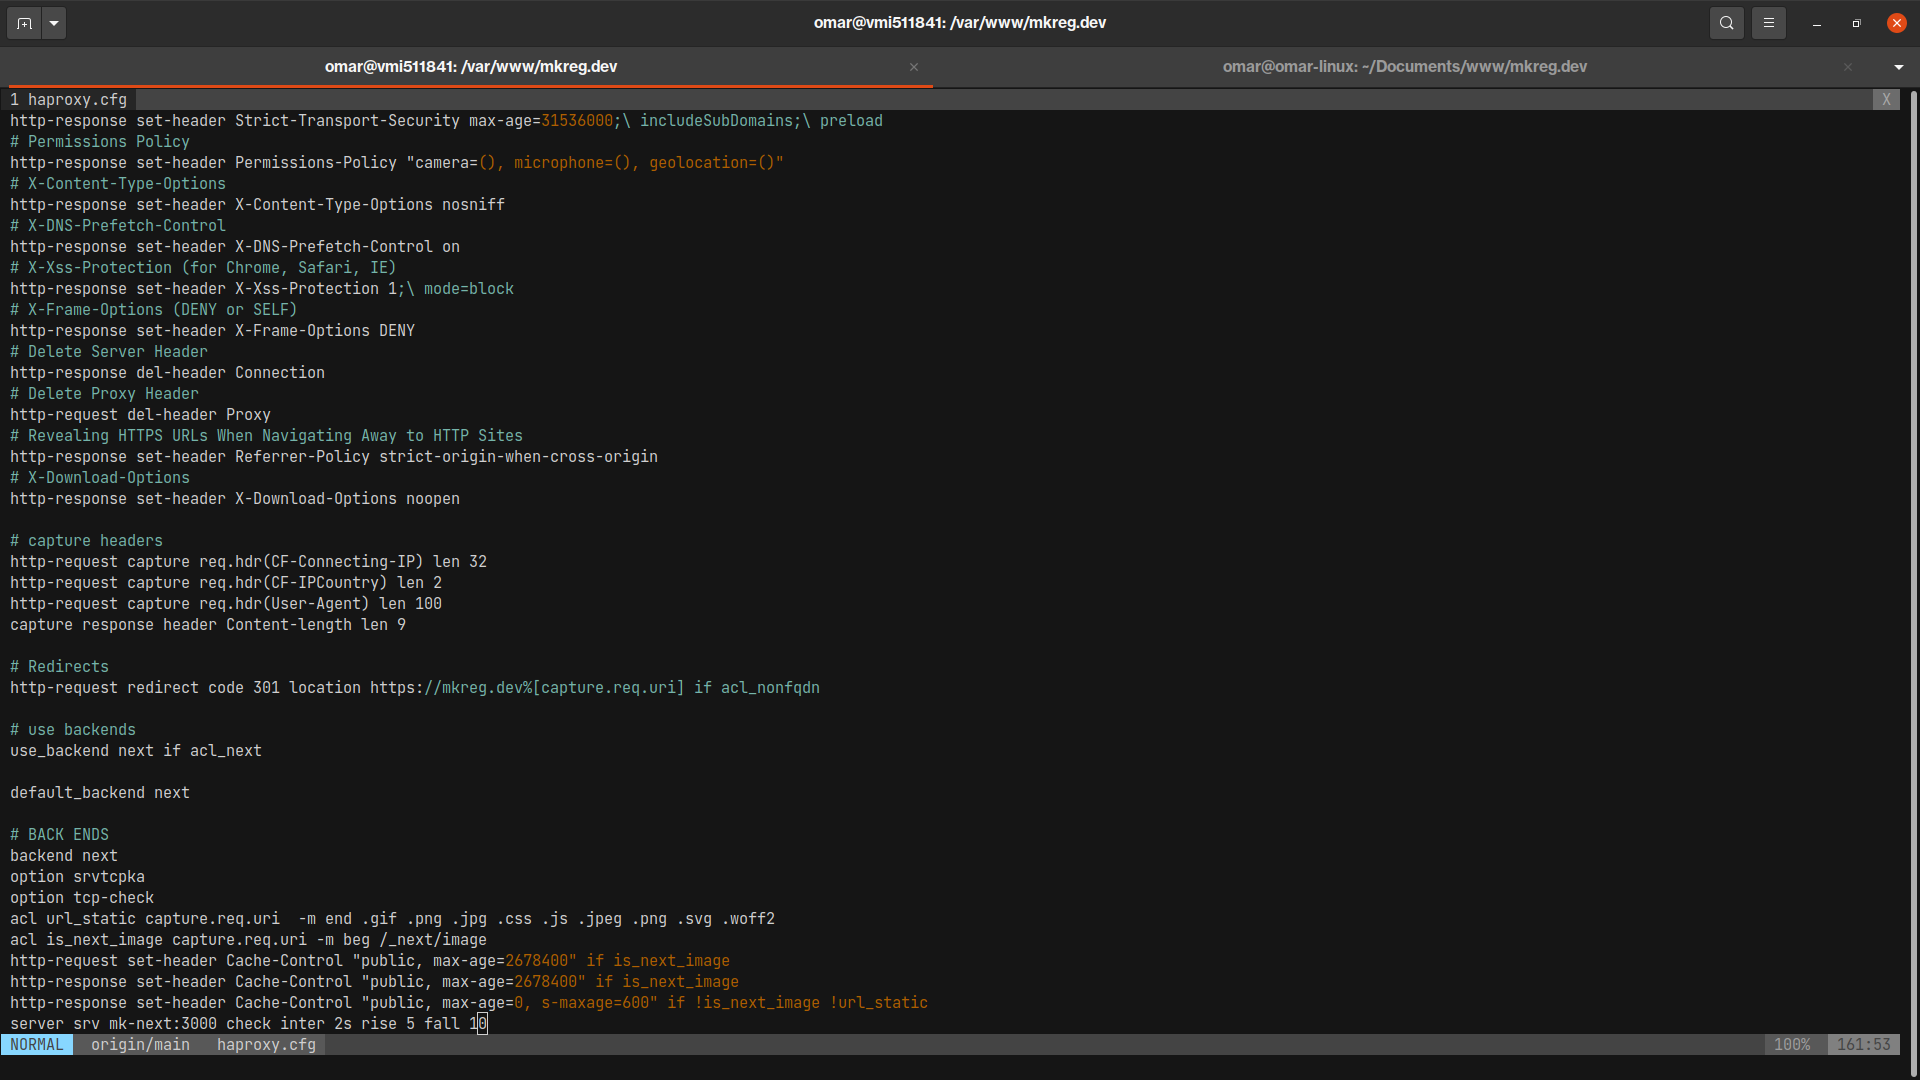 omar@vmi511841: /var/www/mkreg.dev
omar@vmi511841: /var/www/mkreg.dev
omar@omar-linux: ~/Documents/www/mkreg.dev
1 haproxy.cfg X
http-response set-header Strict-Transport-Security max-age=31536000;\ includeSubDomains;\ preload
# Permissions Policy
http-response set-header Permissions-Policy "camera=(), microphone=(), geolocation=()"
# X-Content-Type-Options
http-response set-header X-Content-Type-Options nosniff
# X-DNS-Prefetch-Control
http-response set-header X-DNS-Prefetch-Control on
# X-Xss-Protection (for Chrome, Safari, IE)
http-response set-header X-Xss-Protection 1;\ mode=block
# X-Frame-Options (DENY or SELF)
http-response set-header X-Frame-Options DENY
# Delete Server Header
http-response del-header Connection
# Delete Proxy Header
http-request del-header Proxy
# Revealing HTTPS URLs When Navigating Away to HTTP Sites
http-response set-header Referrer-Policy strict-origin-when-cross-origin
# X-Download-Options
http-response set-header X-Download-Options noopen
# capture headers
http-request capture req.hdr(CF-Connecting-IP) len 32
http-request capture req.hdr(CF-IPCountry) len 2
http-request capture req.hdr(User-Agent) len 100
capture response header Content-length len 9
# Redirects
http-request redirect code 301 location https://mkreg.dev%[capture.req.uri] if acl_nonfqdn
# use backends
use_backend next if acl_next
default_backend next
# BACK ENDS
backend next
option srvtcpka
option tcp-check
acl url_static capture.req.uri  -m end .gif .png .jpg .css .js .jpeg .png .svg .woff2
acl is_next_image capture.req.uri -m beg /_next/image
http-request set-header Cache-Control "public, max-age=2678400" if is_next_image
http-response set-header Cache-Control "public, max-age=2678400" if is_next_image
http-response set-header Cache-Control "public, max-age=0, s-maxage=600" if !is_next_image !url_static
server srv mk-next:3000 check inter 2s rise 5 fall 10
NORMAL origin/main haproxy.cfg 100% 161:53